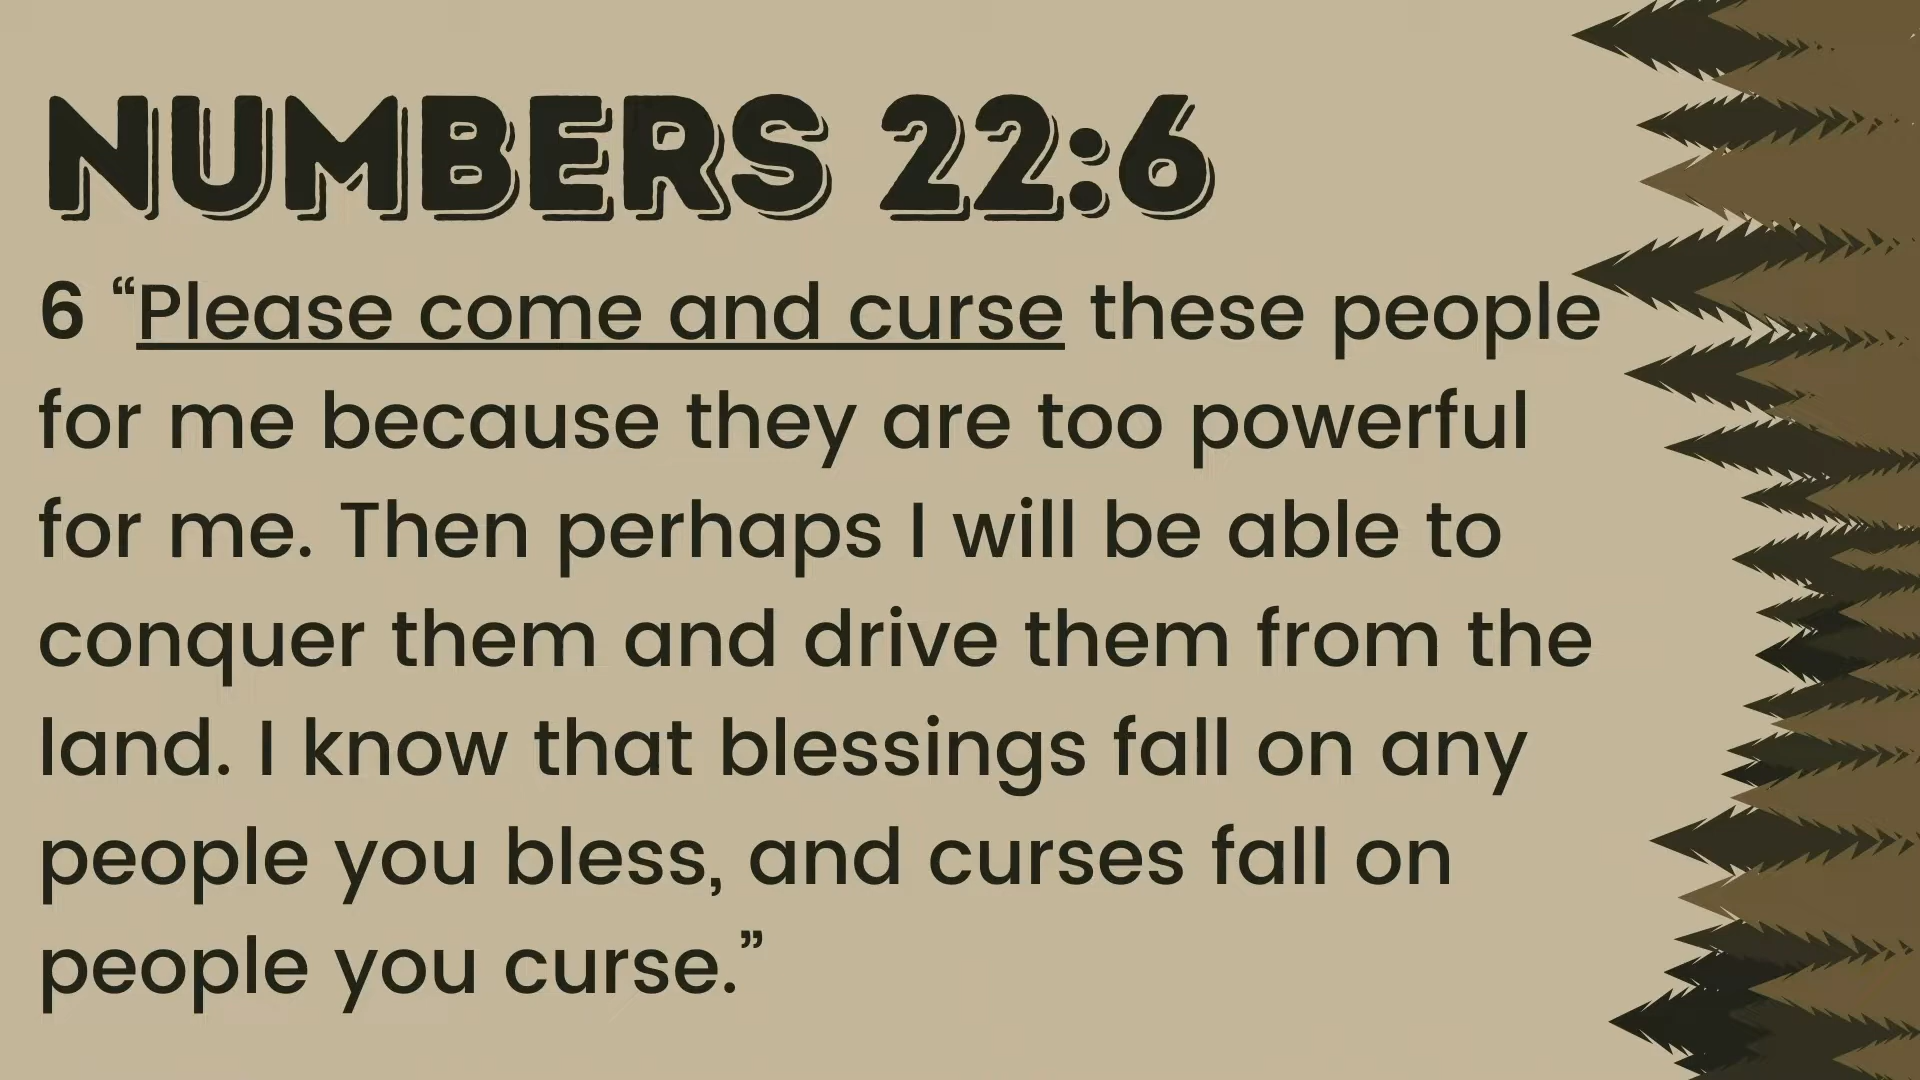 NUMBERS 22:6
6 “Please come and curse these people
for me because they are too powerful
for me. Then perhaps I will be able to
conquer them and drive them from the
land. I know that blessings fall on any
people you bless, and curses fall on
people you curse.”